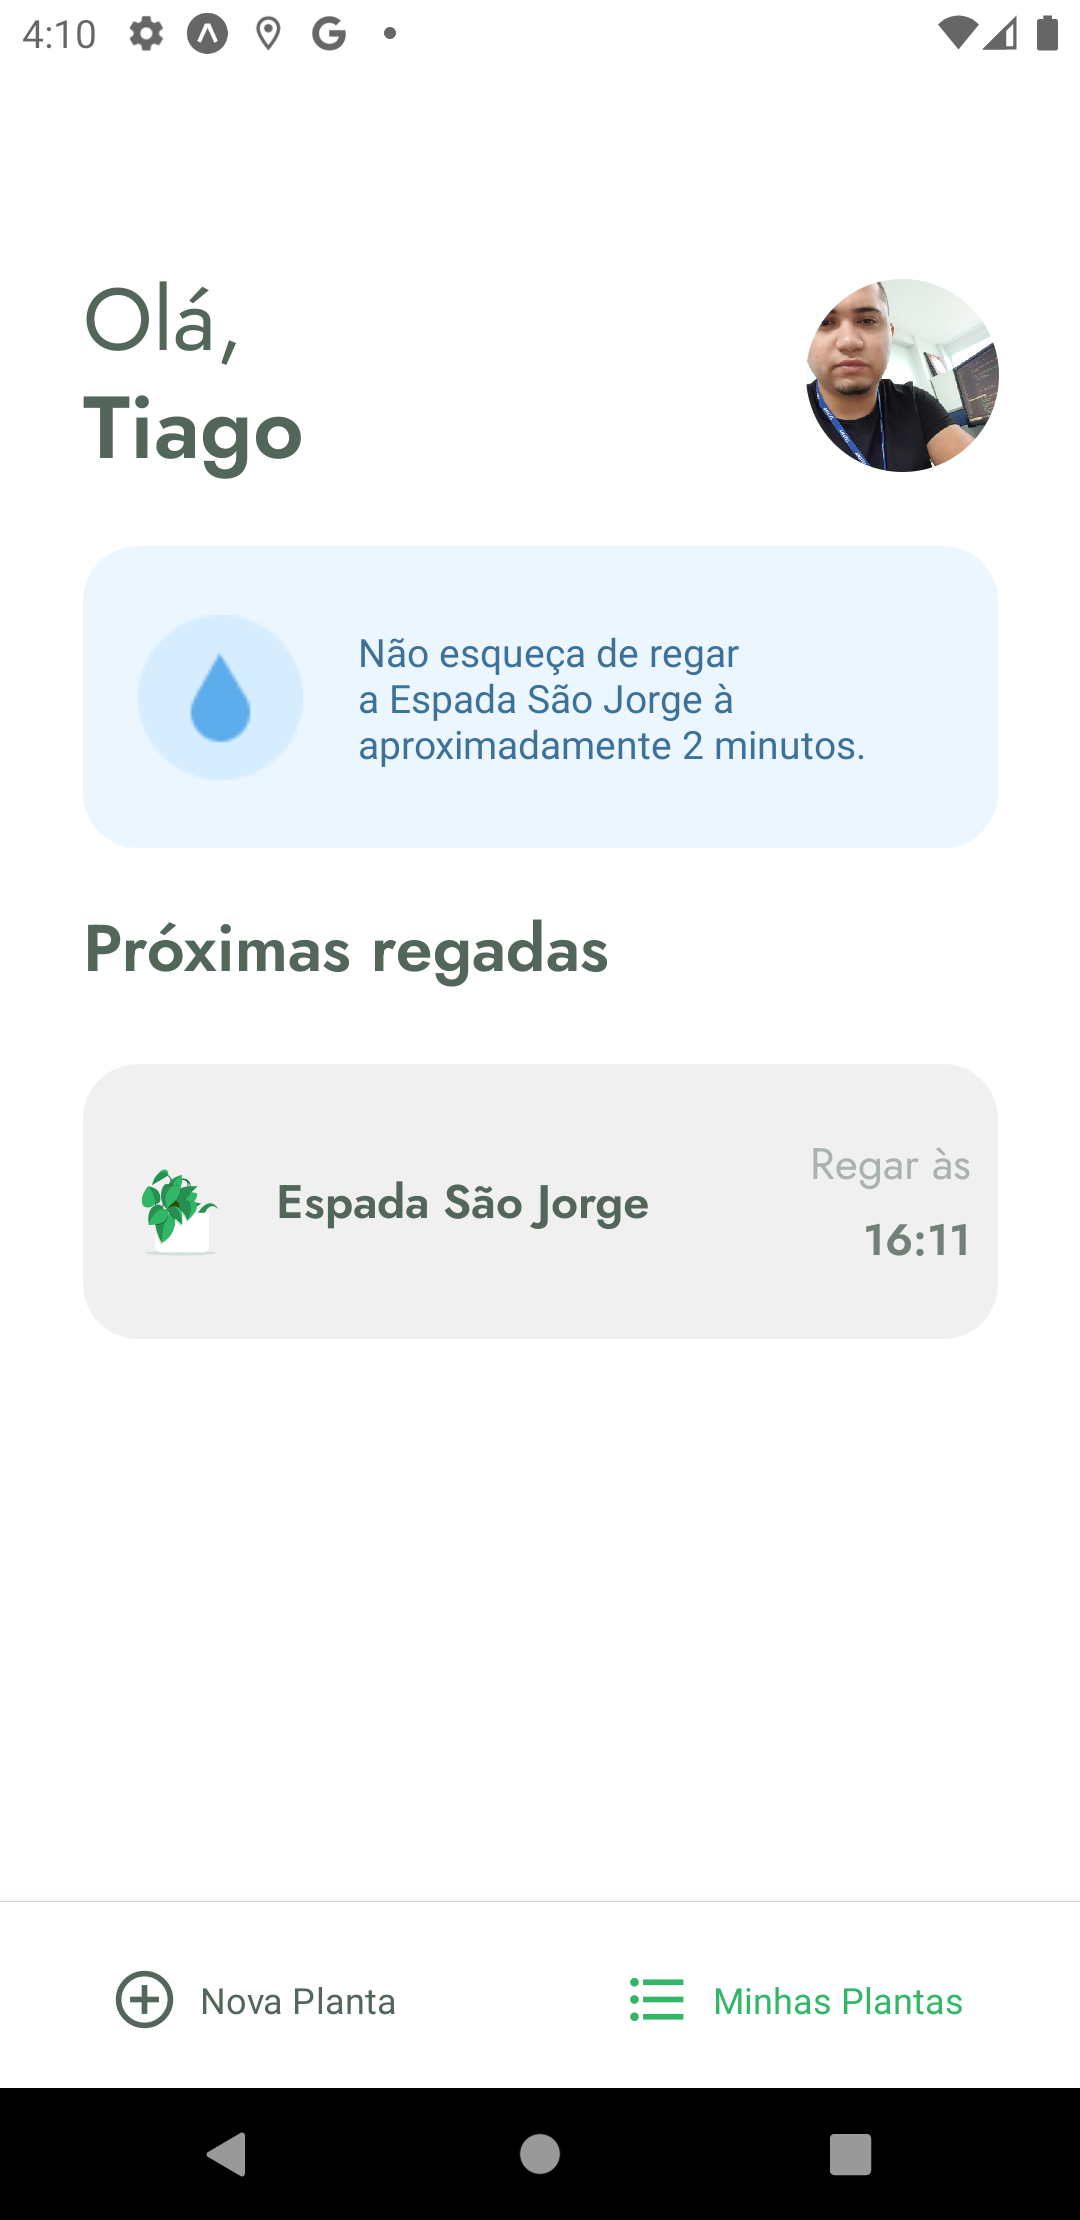 4:10
Olá,
Tiago
Não esqueça de regar
a Espada São Jorge à
aproximadamente 2 minutos.
Próximas regadas
Espada São Jorge
Regar às
16:11
Nova Planta
Minhas Plantas